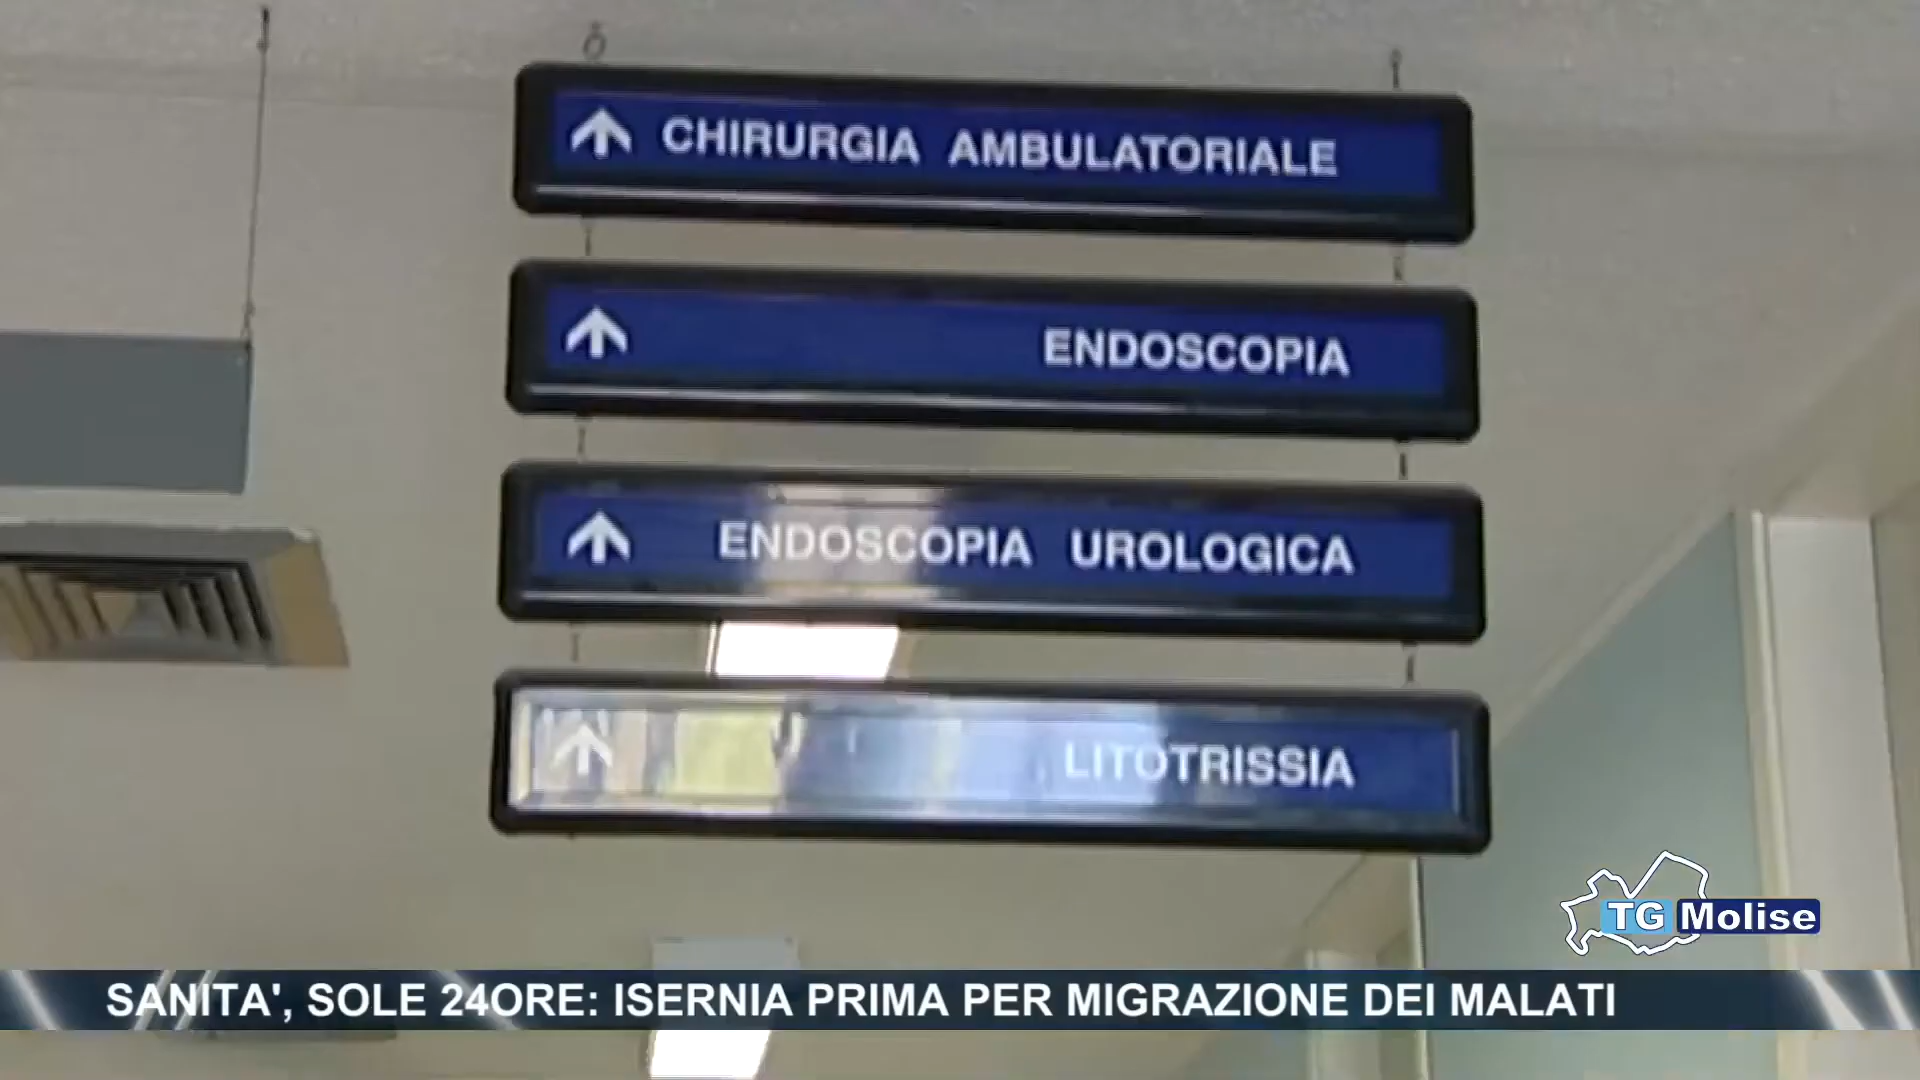 CHIRURGIA AMBULATORIALE
ENDOSCOPIA
ENDOSCOPIA UROLOGICA
LITOTRISSIA
TG Molise
SANITA', SOLE 24ORE: ISERNIA PRIMA PER MIGRAZIONE DEI MALATI